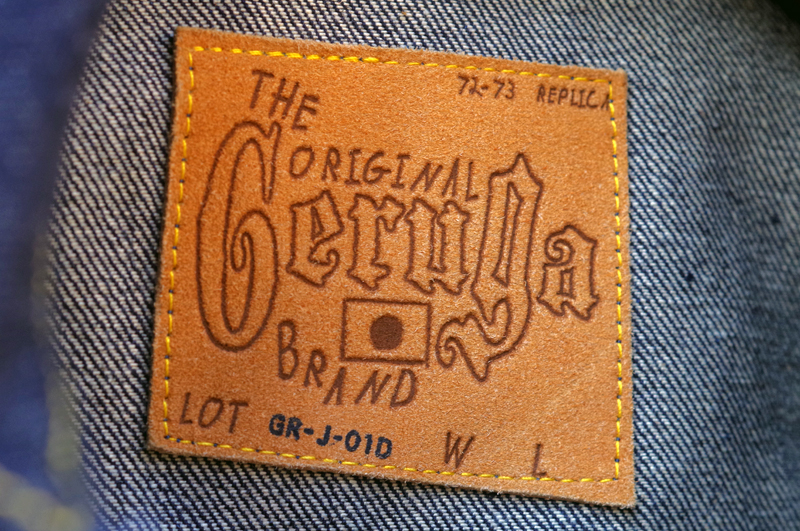 THE
72-73 REPLICA
ORIGINAL
Geruga
BRAND
LOT GR-J-01D W L